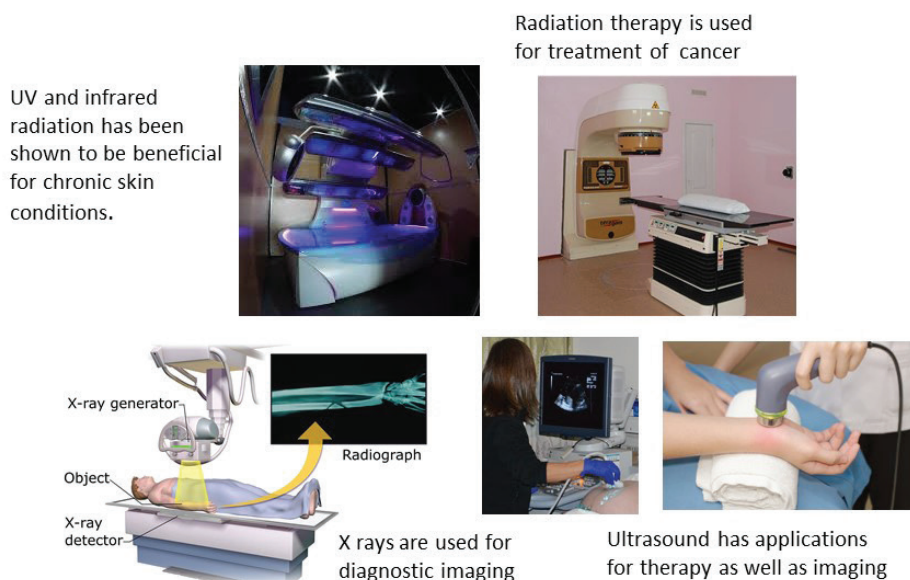 Radiation therapy is used
for treatment of cancer
UV and infrared
radiation has been
shown to be beneficial
for chronic skin
conditions.
X-ray generator
Radiograph
Object
X-ray
detector
X rays are used for
diagnostic imaging
Ultrasound has applications
for therapy as well as imaging